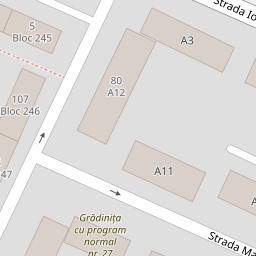 Strada Io
5
Bloc 245
A3
80
A12
107
Bloc 246
A11
47
A
Grădinița
cu program
normal
nr. 27
Strada Ma